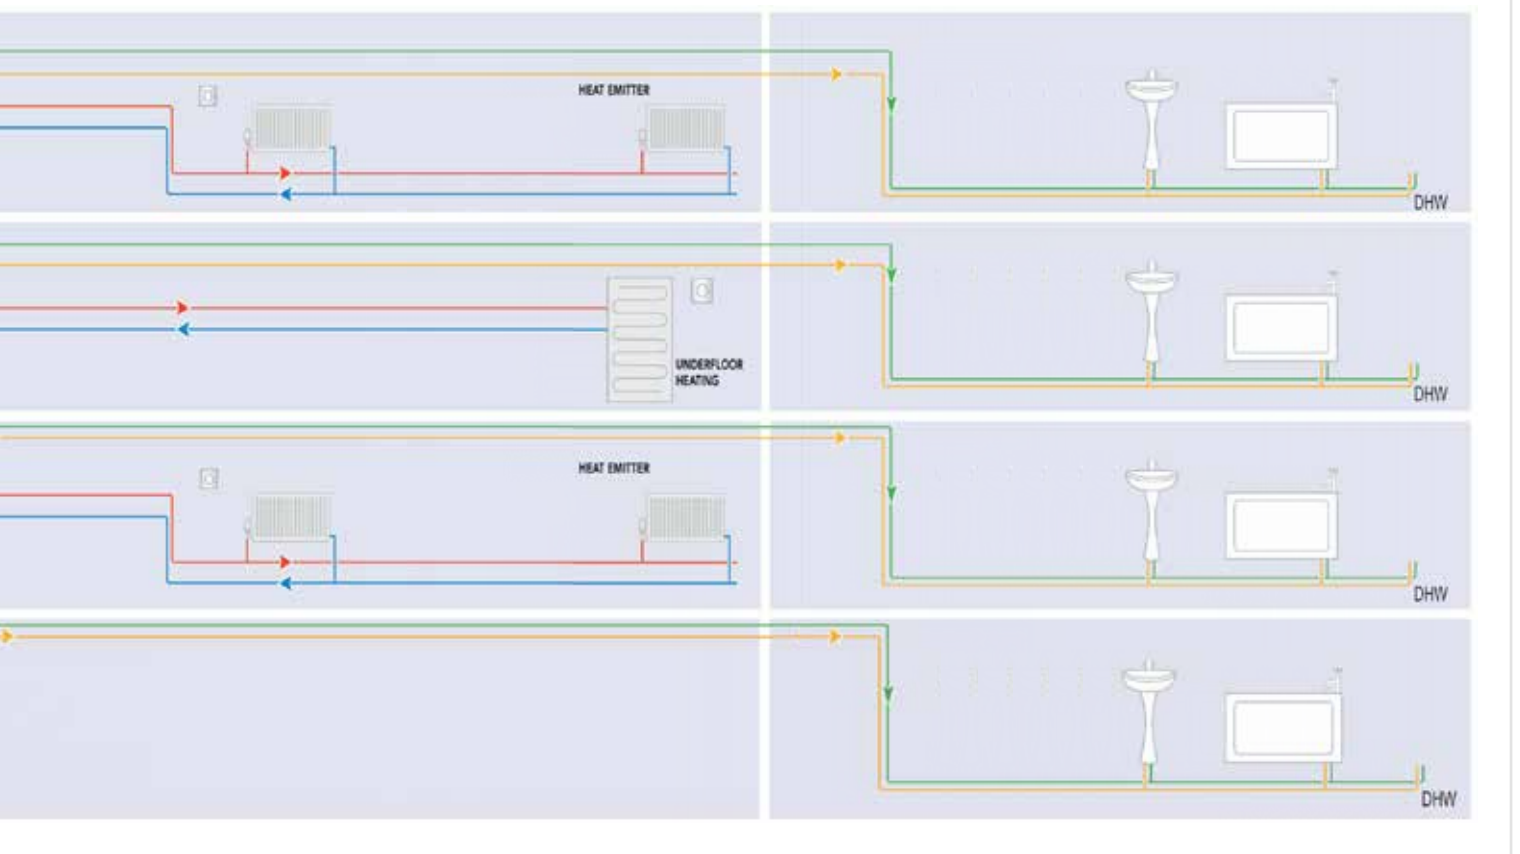 HEAT EMITTER
DHW
UNDERFLOOR
HEATING
DHW
HEAT EMITTER
DHW
DHW